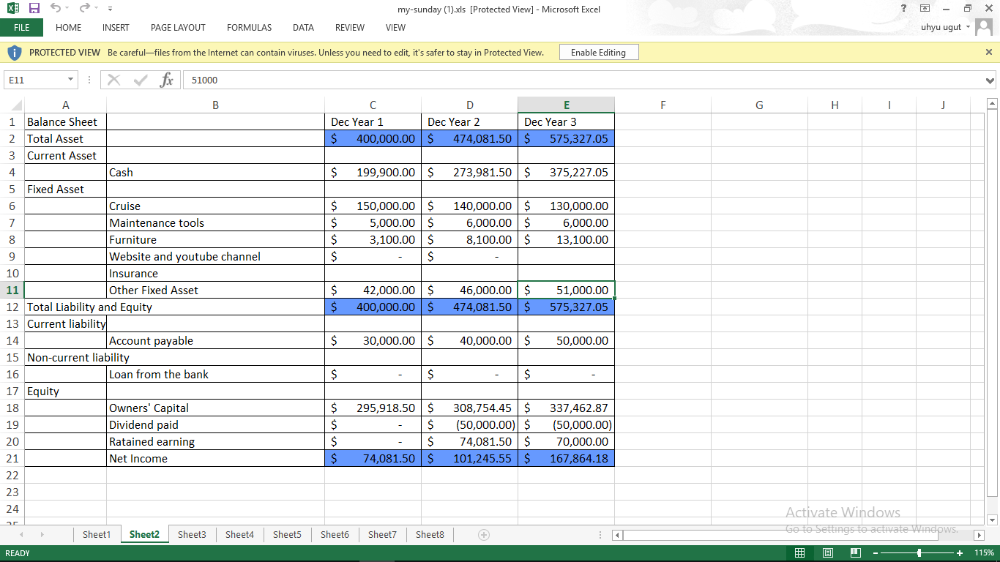 my-sunday (1).xls [Protected View] - Microsoft Excel
FILE HOME INSERT PAGE LAYOUT FORMULAS DATA REVIEW VIEW uhyu ugut
PROTECTED VIEW Be careful—files from the Internet can contain viruses. Unless you need to edit, it's safer to stay in Protected View. Enable Editing
E11 fx 51000
A B C D E F G H I J
1 Balance Sheet Dec Year 1 Dec Year 2 Dec Year 3
2 Total Asset $ 400,000.00 $ 474,081.50 $ 575,327.05
3 Current Asset
4 Cash $ 199,900.00 $ 273,981.50 $ 375,227.05
5 Fixed Asset
6 Cruise $ 150,000.00 $ 140,000.00 $ 130,000.00
7 Maintenance tools $ 5,000.00 $ 6,000.00 $ 6,000.00
8 Furniture $ 3,100.00 $ 8,100.00 $ 13,100.00
9 Website and youtube channel $ - $ -
10 Insurance
11 Other Fixed Asset $ 42,000.00 $ 46,000.00 $ 51,000.00
12 Total Liability and Equity $ 400,000.00 $ 474,081.50 $ 575,327.05
13 Current liability
14 Account payable $ 30,000.00 $ 40,000.00 $ 50,000.00
15 Non-current liability
16 Loan from the bank $ - $ - $ -
17 Equity
18 Owners' Capital $ 295,918.50 $ 308,754.45 $ 337,462.87
19 Dividend paid $ - $ (50,000.00) $ (50,000.00)
20 Ratained earning $ - $ 74,081.50 $ 70,000.00
21 Net Income $ 74,081.50 $ 101,245.55 $ 167,864.18
22
23
24
Activate Windows
Go to Settings to activate Windows.
Sheet1 Sheet2 Sheet3 Sheet4 Sheet5 Sheet6 Sheet7 Sheet8
READY 115%